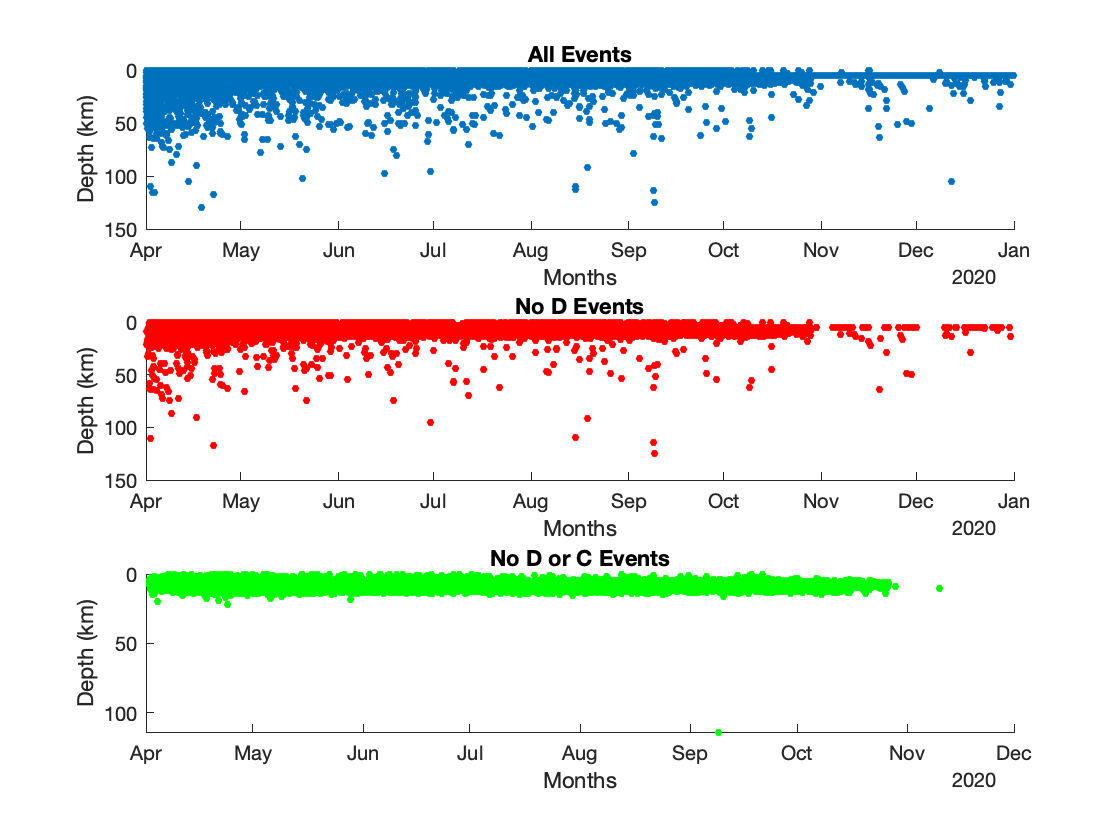 All Events
Depth (km)
0
50
100
150
Apr May Jun Jul Aug Sep Oct Nov Dec Jan
Months
2020
No D Events
Depth (km)
0
50
100
150
Apr May Jun Jul Aug Sep Oct Nov Dec Jan
Months
2020
No D or C Events
Depth (km)
0
50
100
Apr May Jun Jul Aug Sep Oct Nov Dec
Months
2020